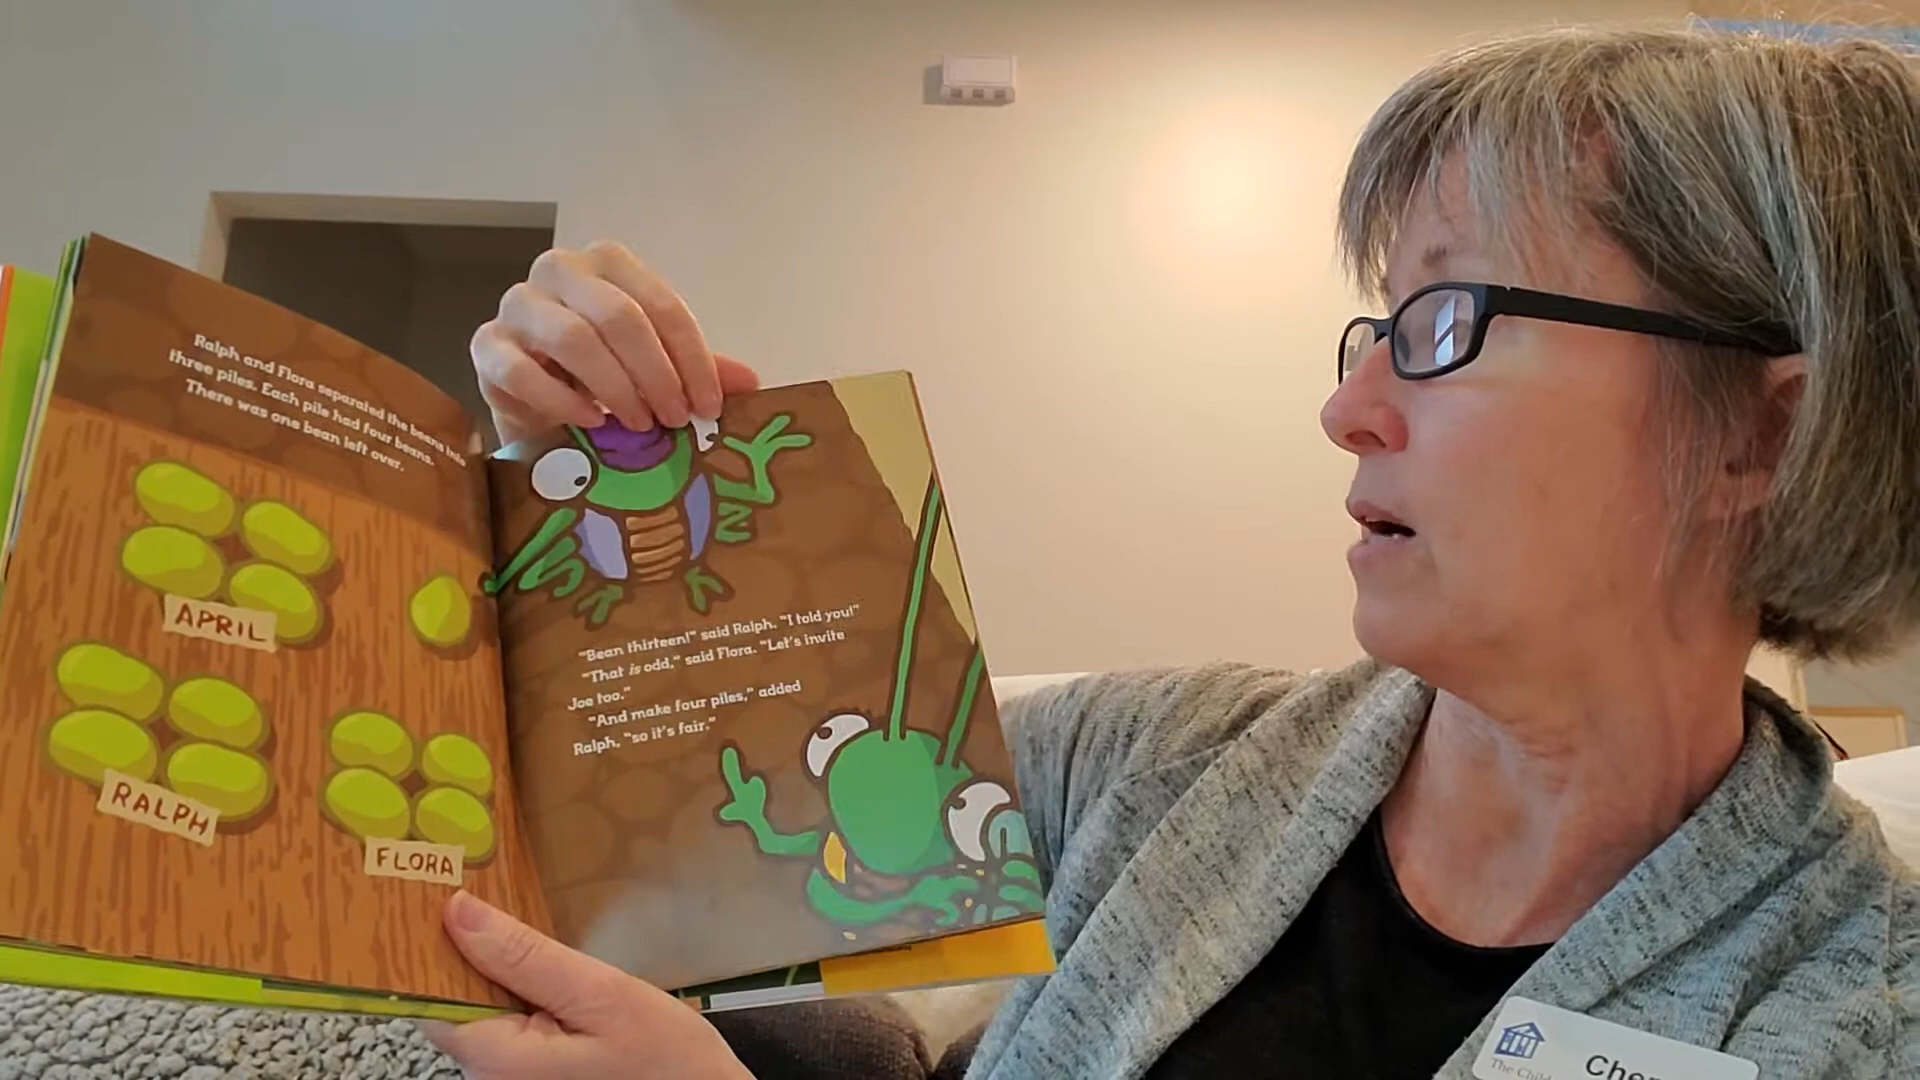 Ralph and Flora separated the beans into
three piles. Each pile had four beans.
There was one bean left over.
APRIL
RALPH
FLORA
"Bean thirteen!" said Ralph. "I told you!"
"That is odd," said Flora. "Let's invite
Joe too."
"And make four piles," added
Ralph, "so it's fair."
The